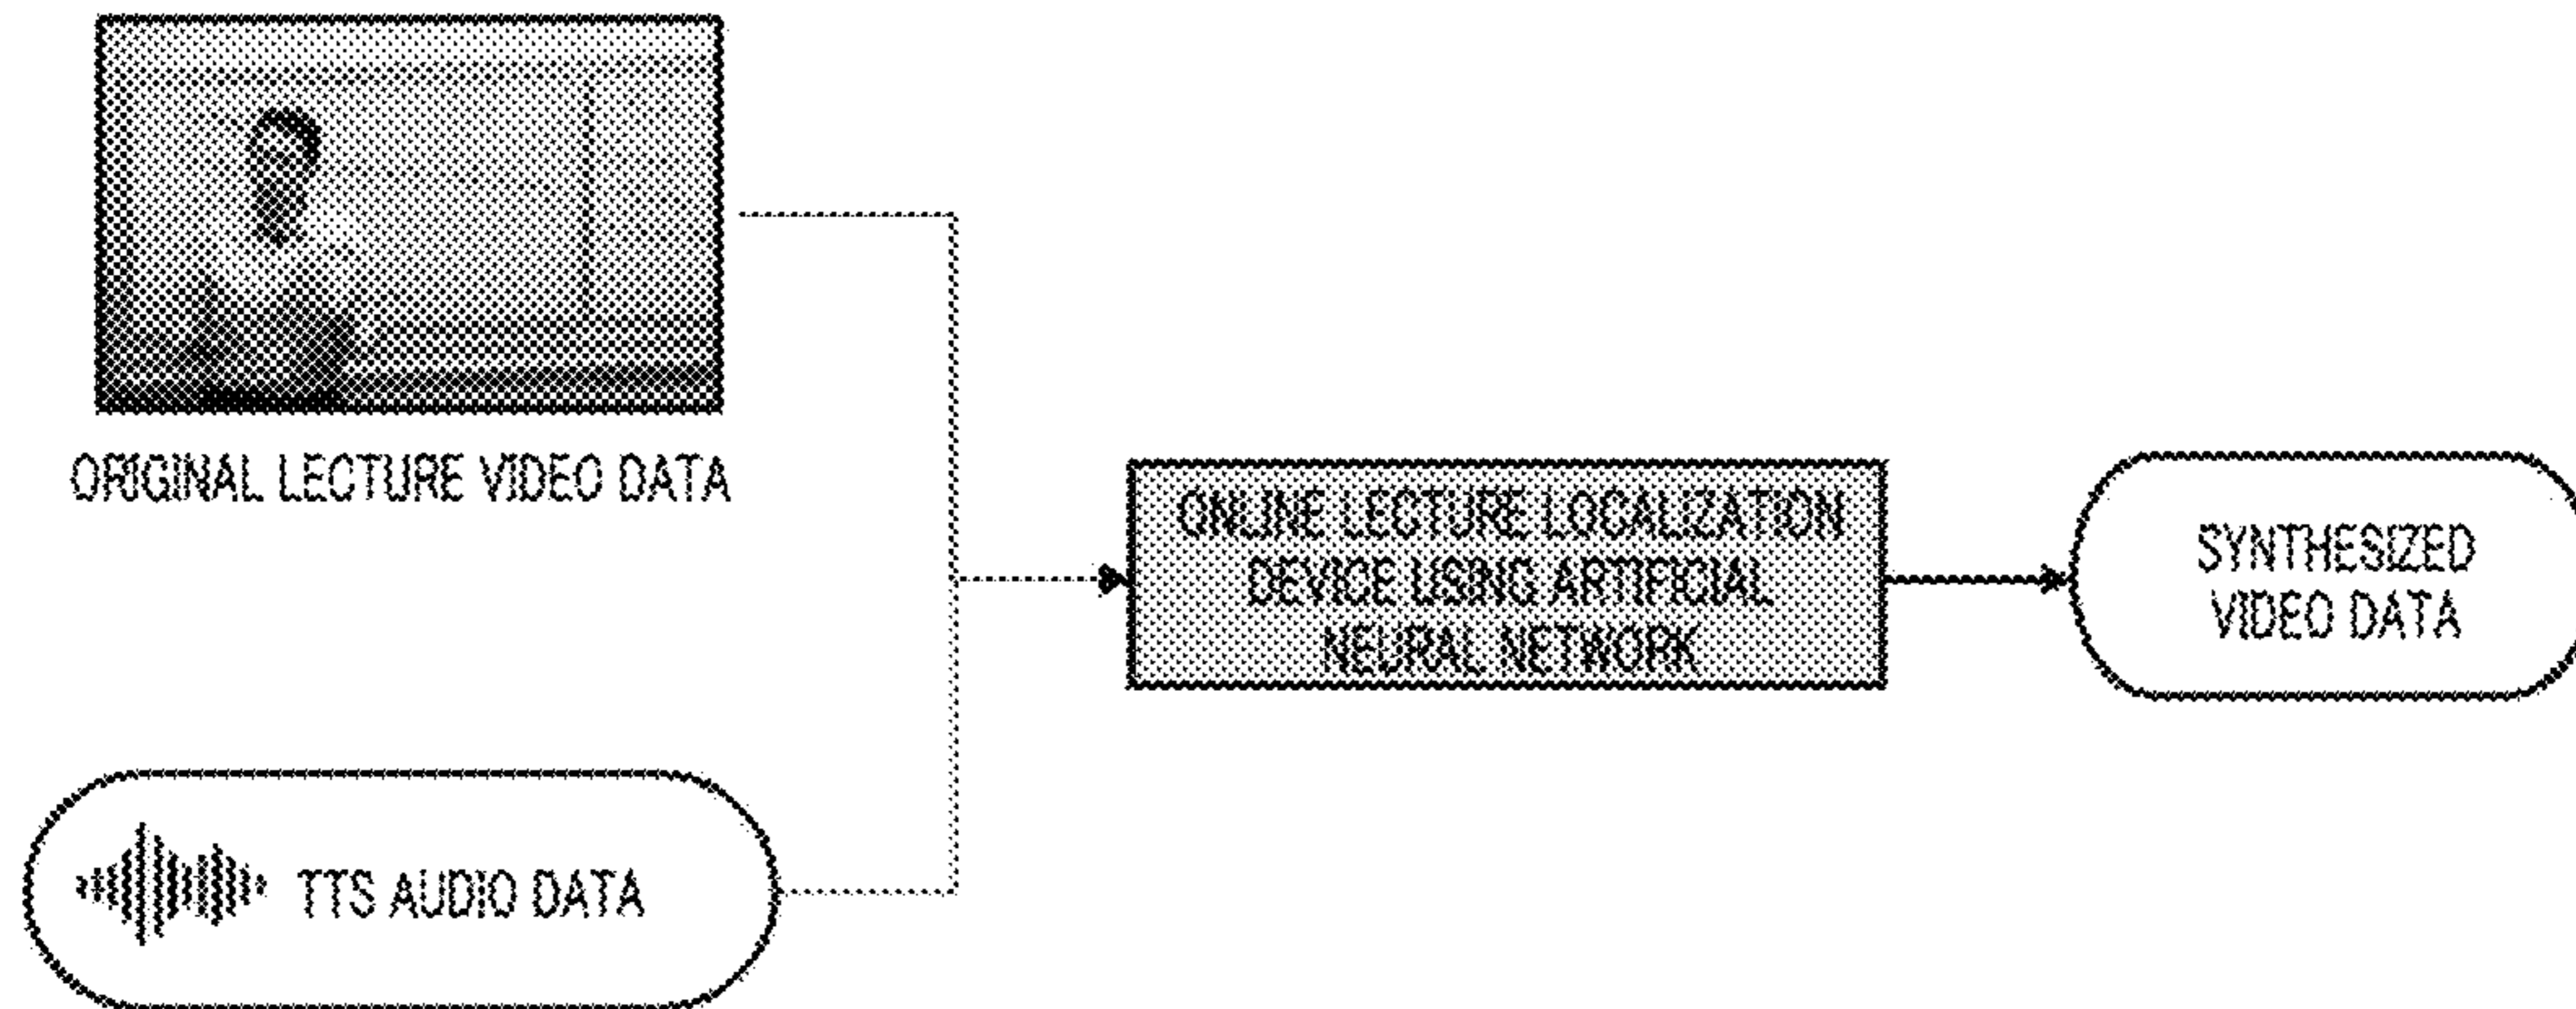 ORIGINAL LECTURE VIDEO DATA
ONLINE LECTURE LOCALIZATION
DEVICE USING ARTIFICIAL
NEURAL NETWORK
SYNTHESIZED
VIDEO DATA
TTS AUDIO DATA